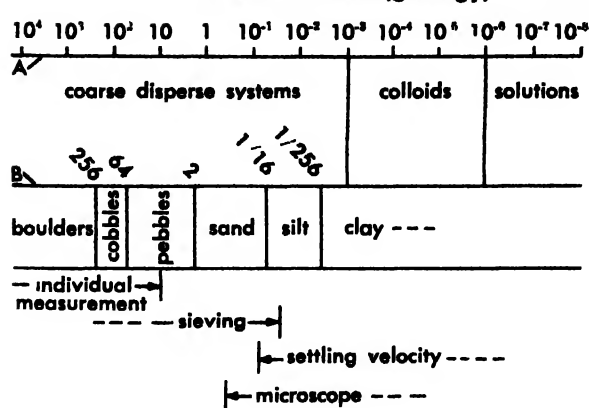 10⁴ 10³ 10² 10 1 10⁻¹ 10⁻² 10⁻³ 10⁻⁴ 10⁻⁵ 10⁻⁶ 10⁻⁷ 10⁻⁸
A
coarse disperse systems colloids solutions
256 64 2 1/16 1/256
B
boulders cobbles pebbles sand silt clay
individual
measurement
sieving
settling velocity
microscope